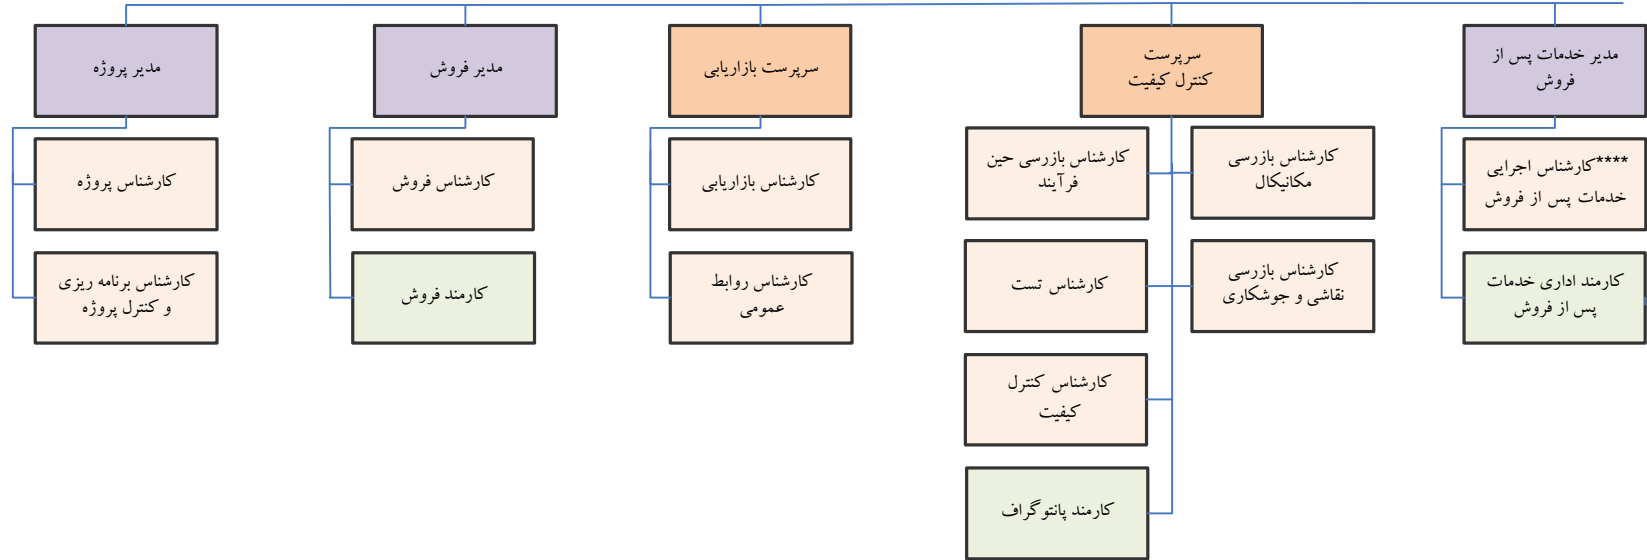 مدیر خدمات پس از
فروش
****کارشناس اجرایی
خدمات پس از فروش
کارمند اداری خدمات
پس از فروش
سرپرست
کنترل کیفیت
کارشناس بازرسی
مکانیکال
کارشناس بازرسی حین
فرآیند
کارشناس بازرسی
نقاشی و جوشکاری
کارشناس تست
کارشناس کنترل
کیفیت
کارمند پانتوگراف
سرپرست بازاریابی
کارشناس بازاریابی
کارشناس روابط
عمومی
مدیر فروش
کارشناس فروش
کارمند فروش
مدیر پروژه
کارشناس پروژه
کارشناس برنامه ریزی
و کنترل پروژه